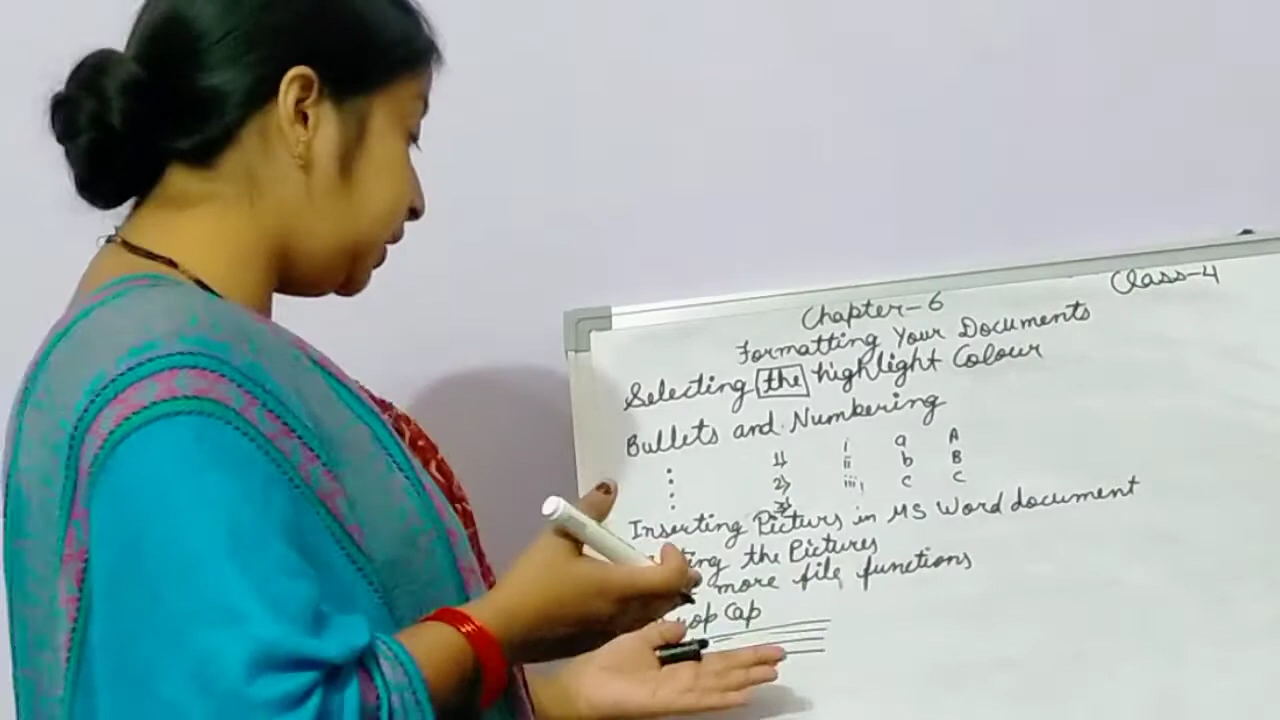 Class-4
Chapter-6
Formatting Your Documents
Selecting the highlight Colour
Bullets and Numbering
1) i a A
2) ii b B
3) iii c C
Inserting Picturs in MS Word document
the Pictures
more file functions
Cap